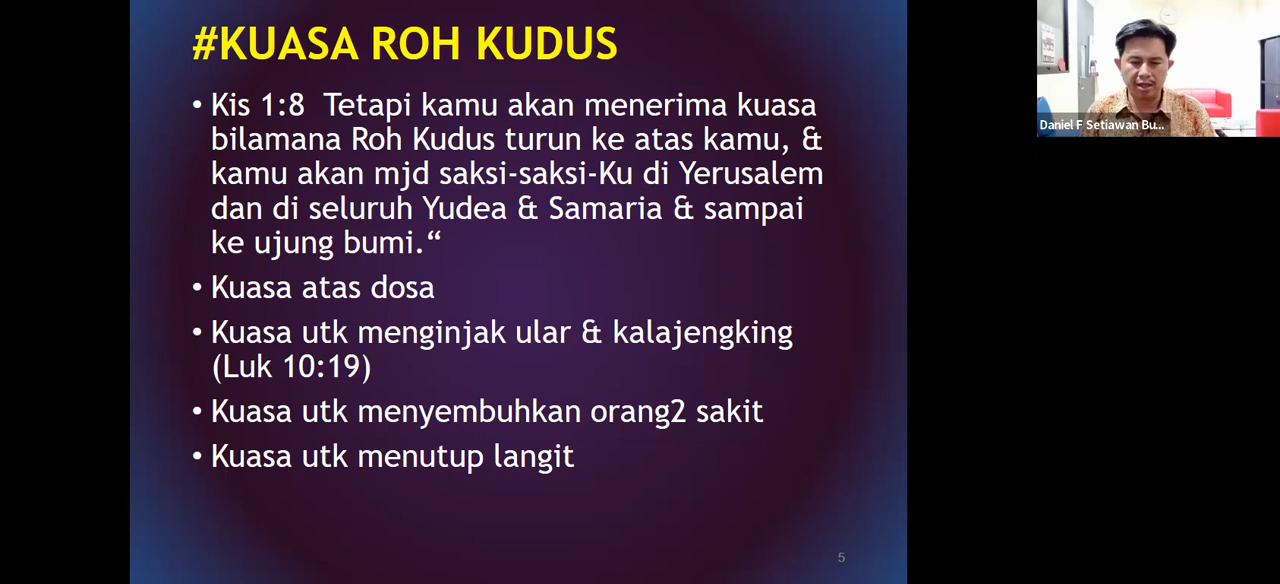 #KUASA ROH KUDUS
• Kis 1:8  Tetapi kamu akan menerima kuasa
bilamana Roh Kudus turun ke atas kamu, &
kamu akan mjd saksi-saksi-Ku di Yerusalem
dan di seluruh Yudea & Samaria & sampai
ke ujung bumi.“
• Kuasa atas dosa
• Kuasa utk menginjak ular & kalajengking
(Luk 10:19)
• Kuasa utk menyembuhkan orang2 sakit
• Kuasa utk menutup langit
5
Daniel F Setiawan Bu...